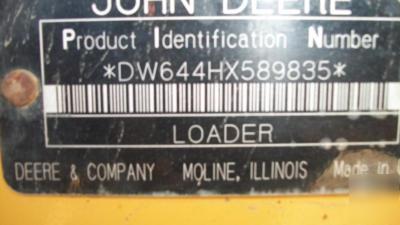 JOHN DEERE
Product Identification Number
*DW644HX589835*
LOADER
DEERE & COMPANY MOLINE, ILLINOIS Made in